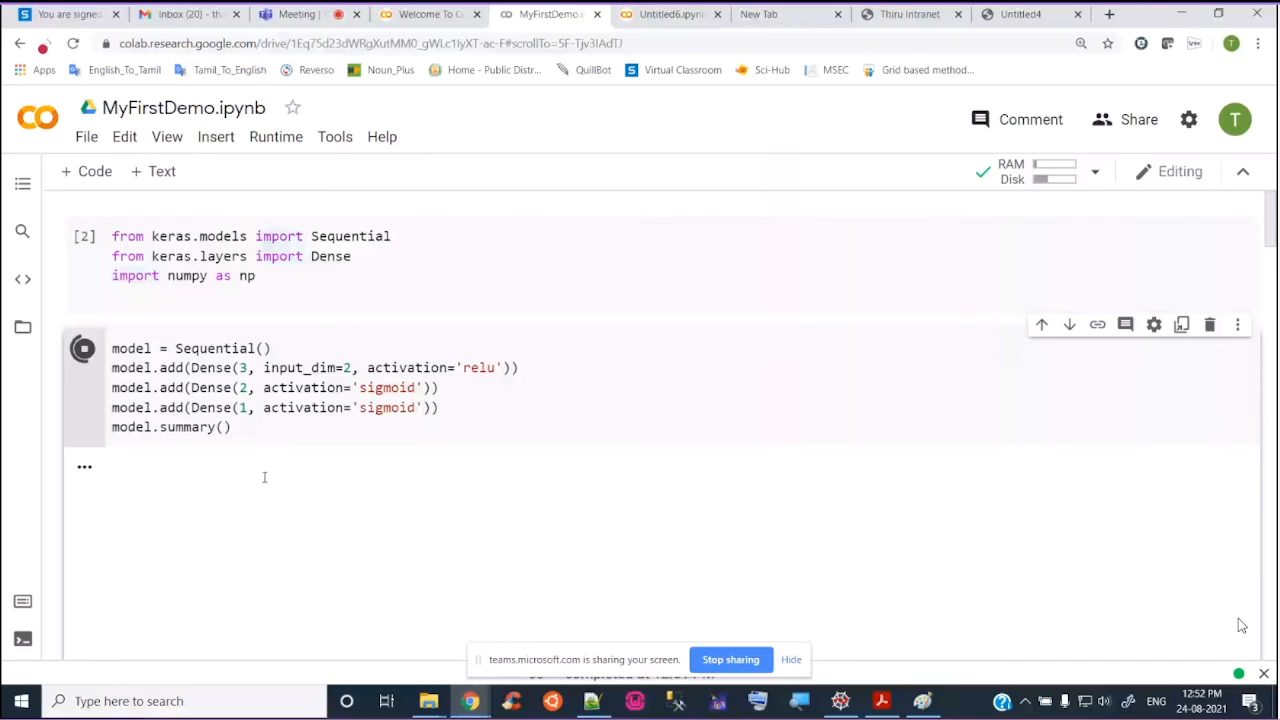 You are signed
Inbox (20) - tha
Meeting |
Welcome To Co
MyFirstDemo.i
Untitled6.ipynb
New Tab
Thiru Intranet
Untitled4
colab.research.google.com/drive/1Eq75d23dWRgXutMM0_gWLc1IyXT-ac-F#scrollTo=5F-Tjv3IAdTJ
Apps
English_To_Tamil
Tamil_To_English
Reverso
Noun_Plus
Home - Public Distr...
QuillBot
Virtual Classroom
Sci-Hub
MSEC
Grid based method...
MyFirstDemo.ipynb
Comment
Share
T
File Edit View Insert Runtime Tools Help
+ Code + Text
RAM
Disk
Editing
[2] from keras.models import Sequential
from keras.layers import Dense
import numpy as np
model = Sequential()
model.add(Dense(3, input_dim=2, activation='relu'))
model.add(Dense(2, activation='sigmoid'))
model.add(Dense(1, activation='sigmoid'))
model.summary()
...
teams.microsoft.com is sharing your screen.
Stop sharing
Hide
Type here to search
ENG
12:52 PM
24-08-2021
3